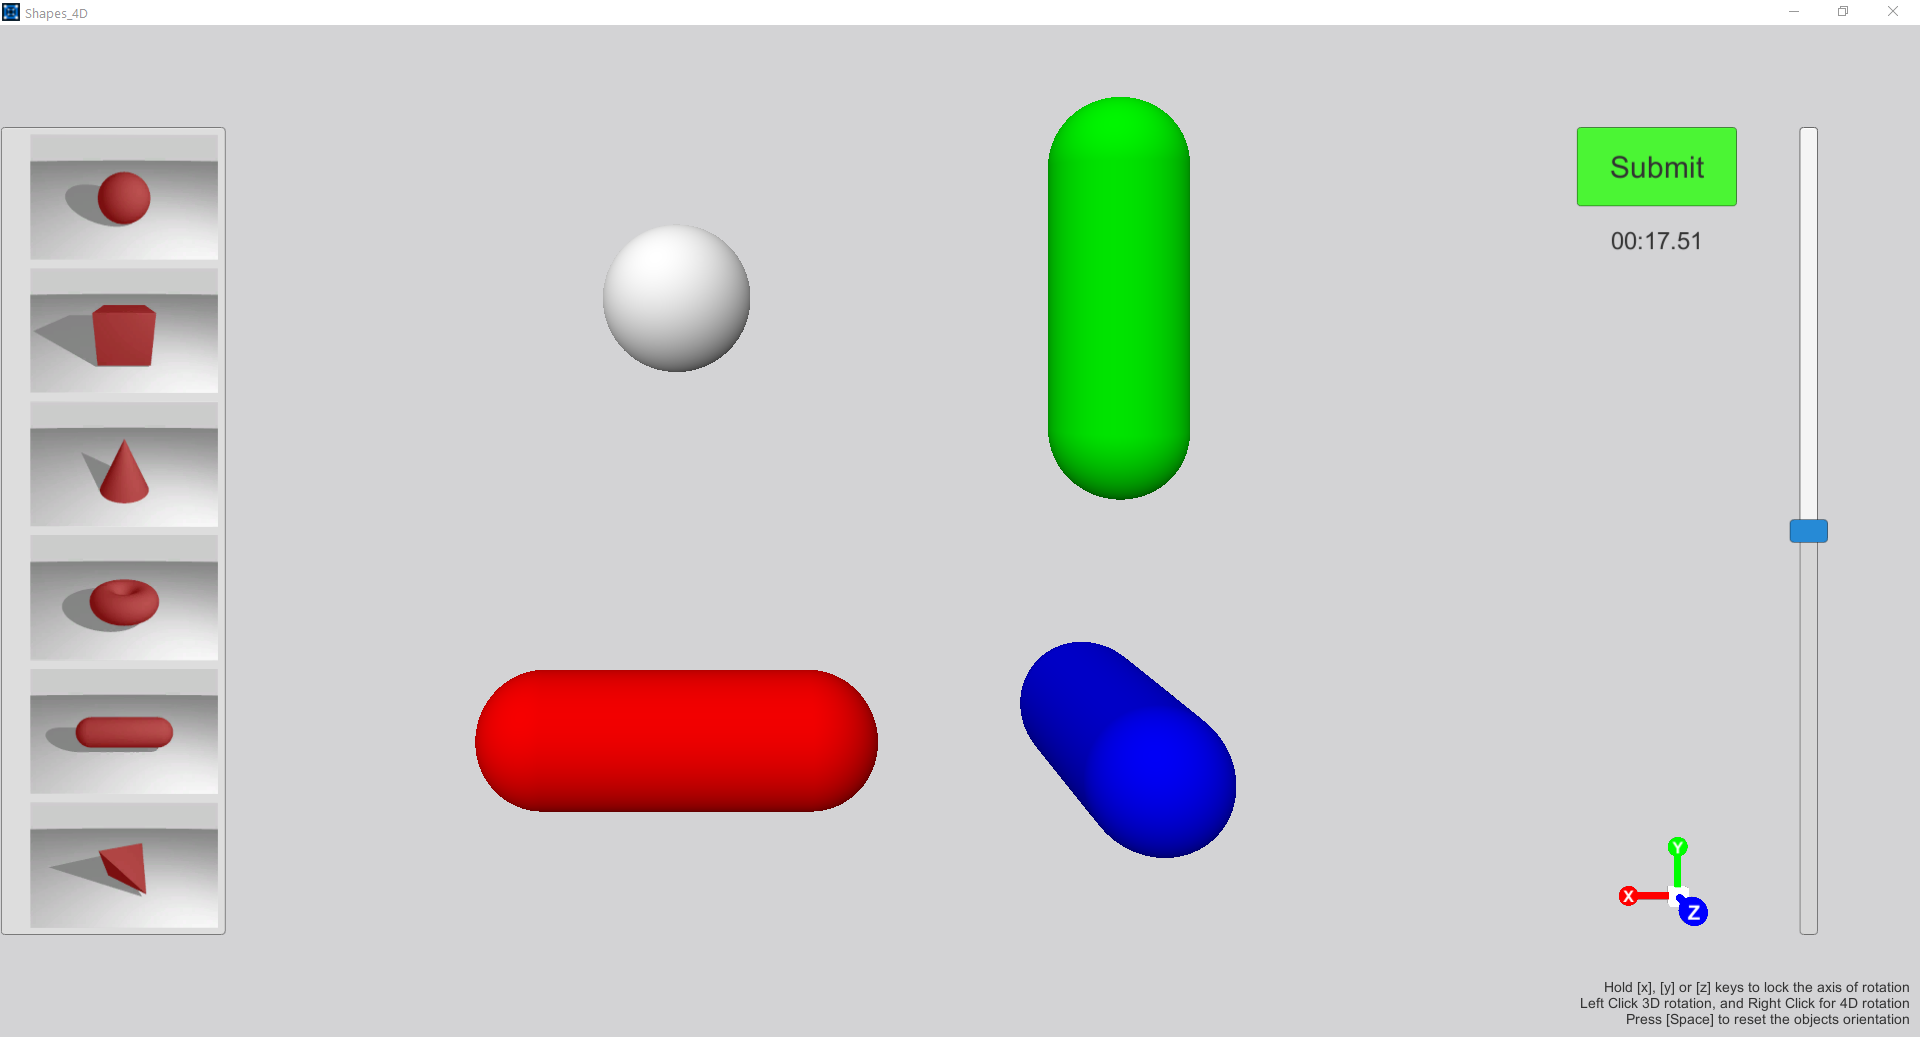 Shapes_4D
Submit
00:17.51
Y
X
Z
Hold [x], [y] or [z] keys to lock the axis of rotation
Left Click 3D rotation, and Right Click for 4D rotation
Press [Space] to reset the objects orientation